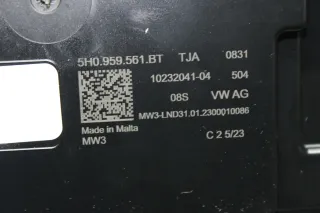 5H0.959.561.BT TJA 0831
10232041-04 504
08S VW AG
MW3-LND31.01.2300010086
Made in Malta
MW3 C 2 5/23